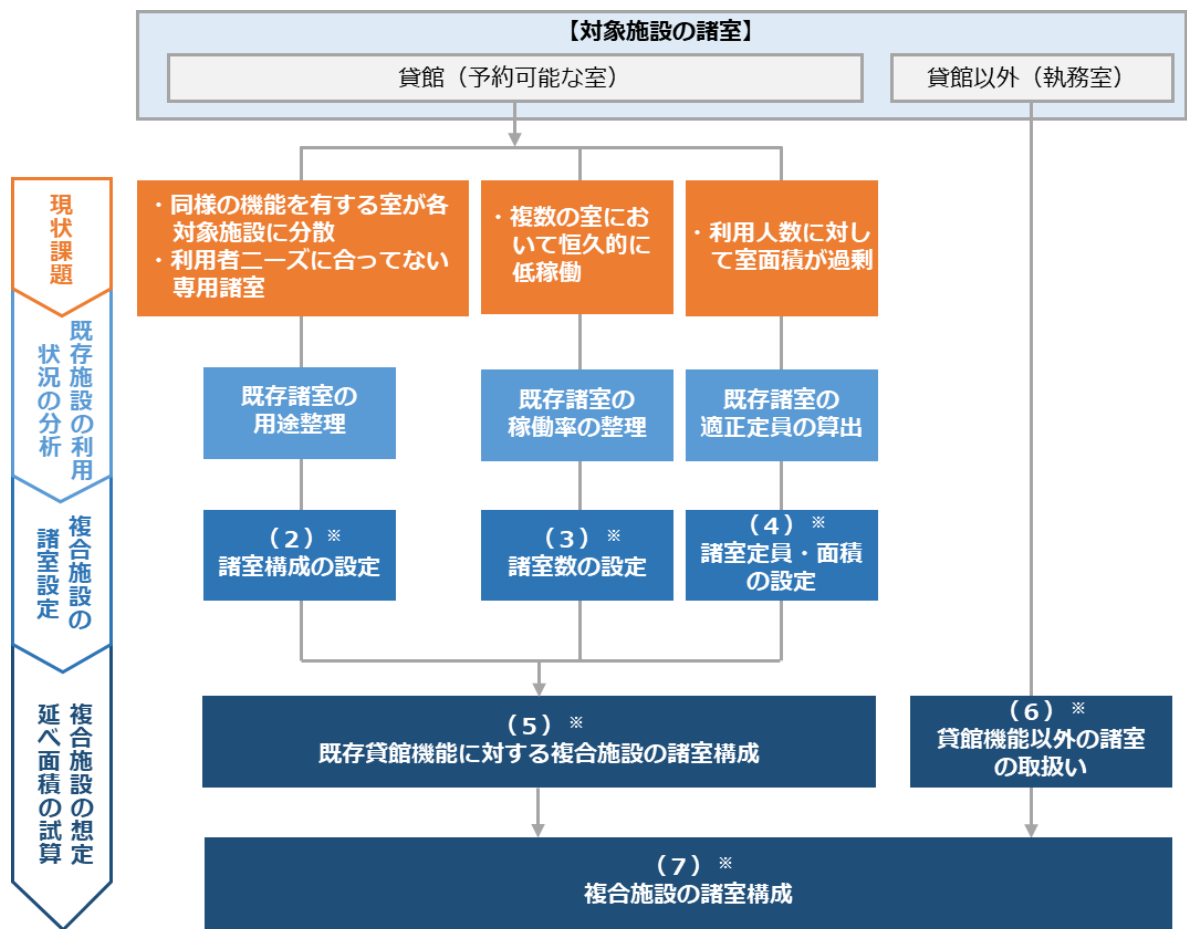 【対象施設の諸室】
貸館（予約可能な室）
貸館以外（執務室）
現状課題
・同様の機能を有する室が各
対象施設に分散
・利用者ニーズに合ってない
専用諸室
・複数の室にお
いて恒久的に
低稼働
・利用人数に対し
て室面積が過剰
既存施設の利用
状況の分析
既存諸室の
用途整理
既存諸室の
稼働率の整理
既存諸室の
適正定員の算出
複合施設の
諸室設定
（２）※
諸室構成の設定
（３）※
諸室数の設定
（４）※
諸室定員・面積
の設定
複合施設の想定
延べ面積の試算
（５）※
既存貸館機能に対する複合施設の諸室構成
（６）※
貸館機能以外の諸室
の取扱い
（７）※
複合施設の諸室構成